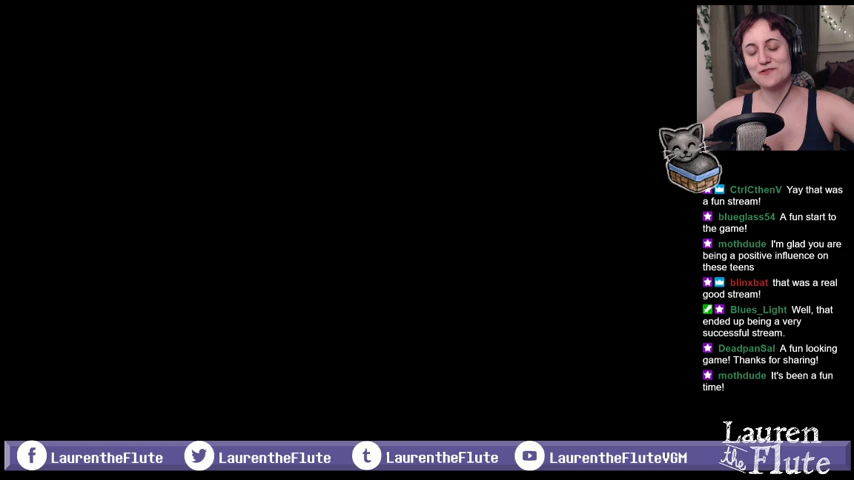 CtrlCthenV Yay that was
a fun stream!
blueglass54 A fun start to
the game!
mothdude I'm glad you are
being a positive influence on
these teens
blinxbat that was a real
good stream!
Blues_Light Well, that
ended up being a very
successful stream.
DeadpanSal A fun looking
game! Thanks for sharing!
mothdude It's been a fun
time!
Lauren
the Flute
LaurentheFlute LaurentheFlute LaurentheFlute LaurentheFluteVGM